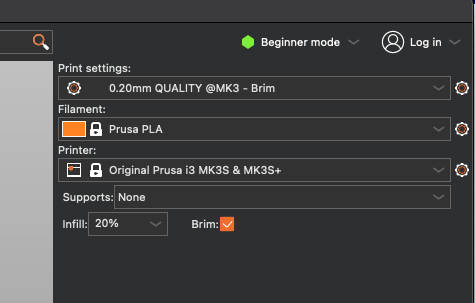 Beginner mode Log in
Print settings:
0.20mm QUALITY @MK3 - Brim
Filament:
Prusa PLA
Printer:
Original Prusa i3 MK3S & MK3S+
Supports: None
Infill: 20% Brim: